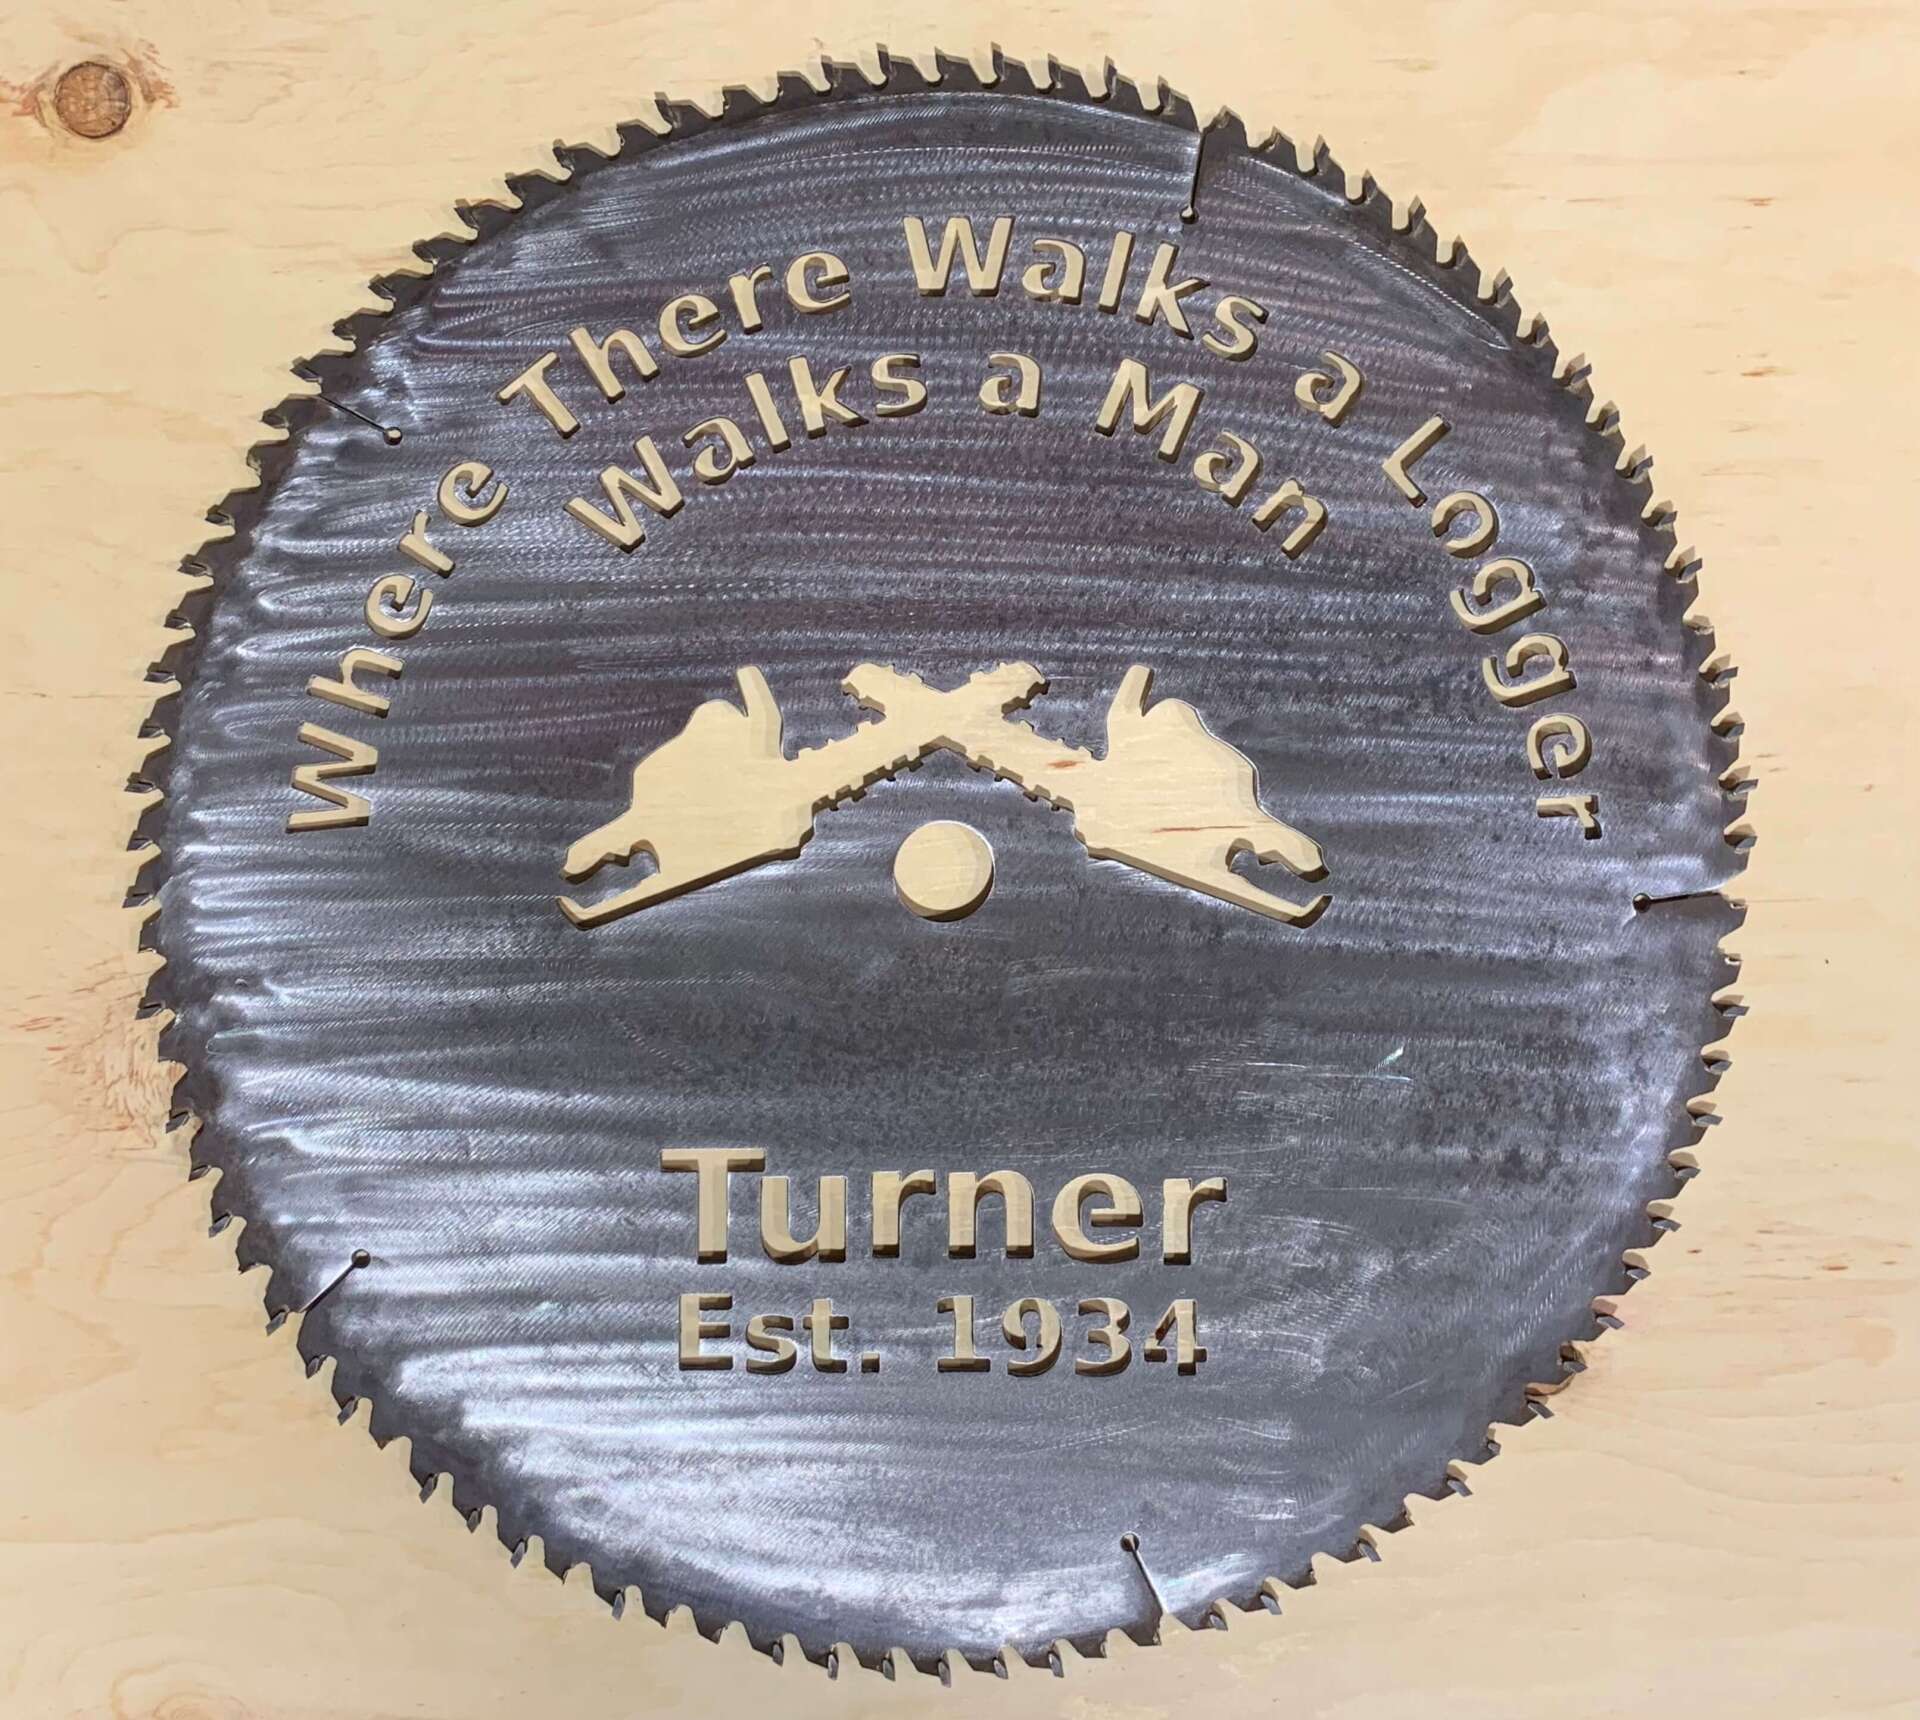 Where There Walks a Logger
Walks a Man
Turner
Est. 1934